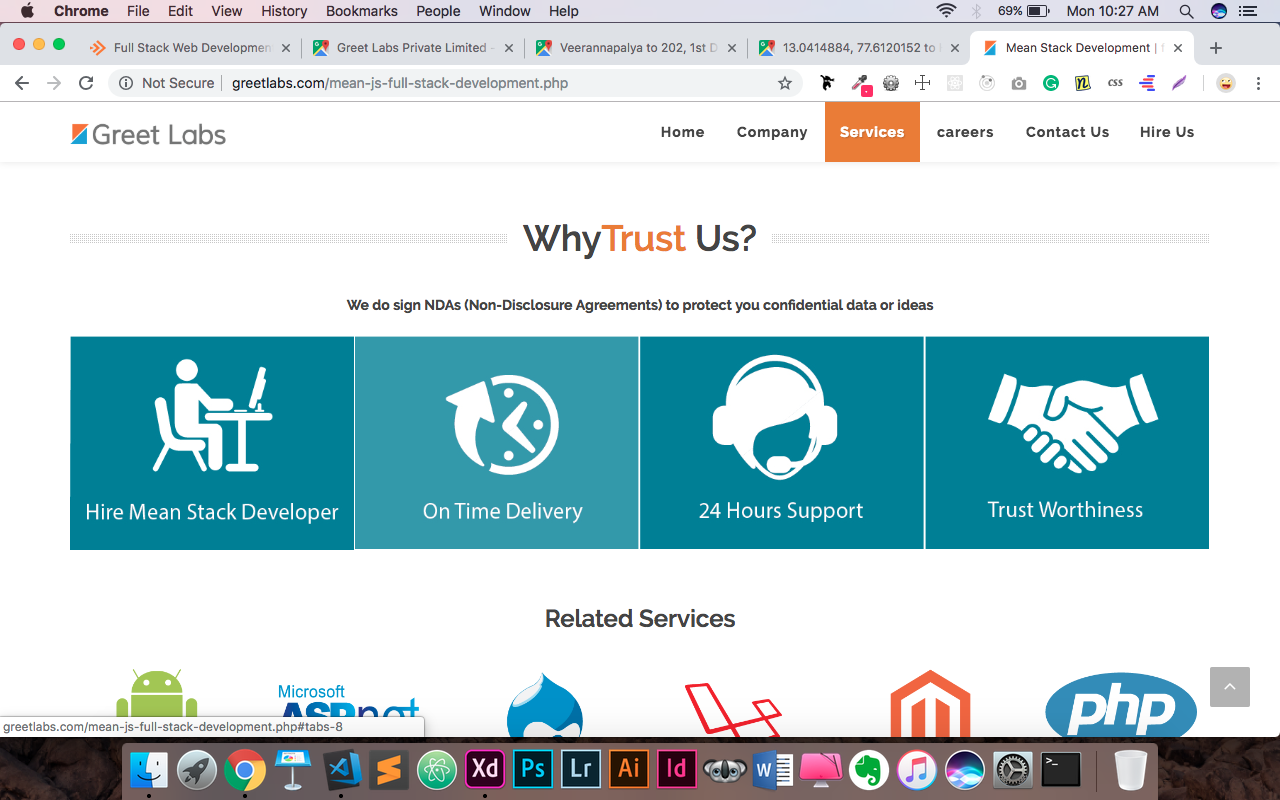 Chrome File Edit View History Bookmarks People Window Help 69% Mon 10:27 AM
Full Stack Web Developmen Greet Labs Private Limited - Veerannapalya to 202, 1st D 13.0414884, 77.6120152 to Mean Stack Development |
Not Secure greetlabs.com/mean-js-full-stack-development.php n css
Greet Labs Home Company Services careers Contact Us Hire Us
WhyTrust Us?
We do sign NDAs (Non-Disclosure Agreements) to protect you confidential data or ideas
Hire Mean Stack Developer On Time Delivery 24 Hours Support Trust Worthiness
Related Services
Microsoft
ASP.net php
greetlabs.com/mean-js-full-stack-development.php#tabs-8
Xd Ps Lr Ai Id W >_